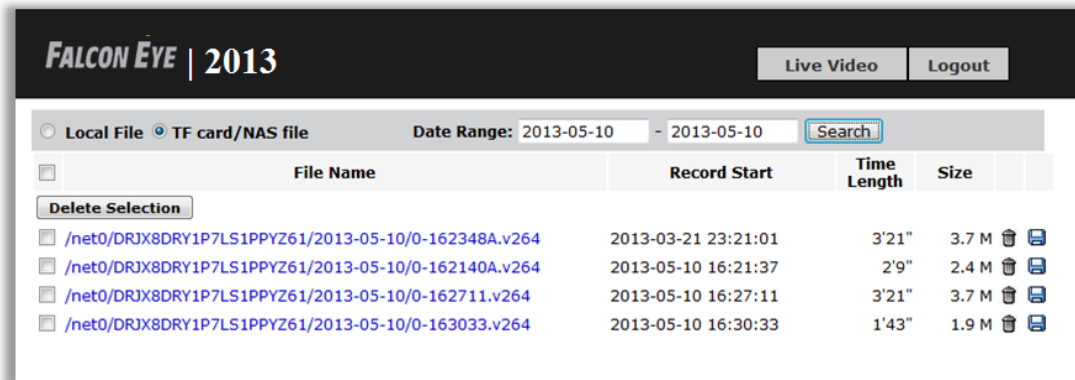 FALCON EYE | 2013
Live Video Logout
Local File TF card/NAS file Date Range: 2013-05-10 - 2013-05-10 Search
File Name Record Start Time Length Size
Delete Selection
/net0/DRJX8DRY1P7LS1PPYZ61/2013-05-10/0-162348A.v264 2013-03-21 23:21:01 3'21" 3.7 M
/net0/DRJX8DRY1P7LS1PPYZ61/2013-05-10/0-162140A.v264 2013-05-10 16:21:37 2'9" 2.4 M
/net0/DRJX8DRY1P7LS1PPYZ61/2013-05-10/0-162711.v264 2013-05-10 16:27:11 3'21" 3.7 M
/net0/DRJX8DRY1P7LS1PPYZ61/2013-05-10/0-163033.v264 2013-05-10 16:30:33 1'43" 1.9 M